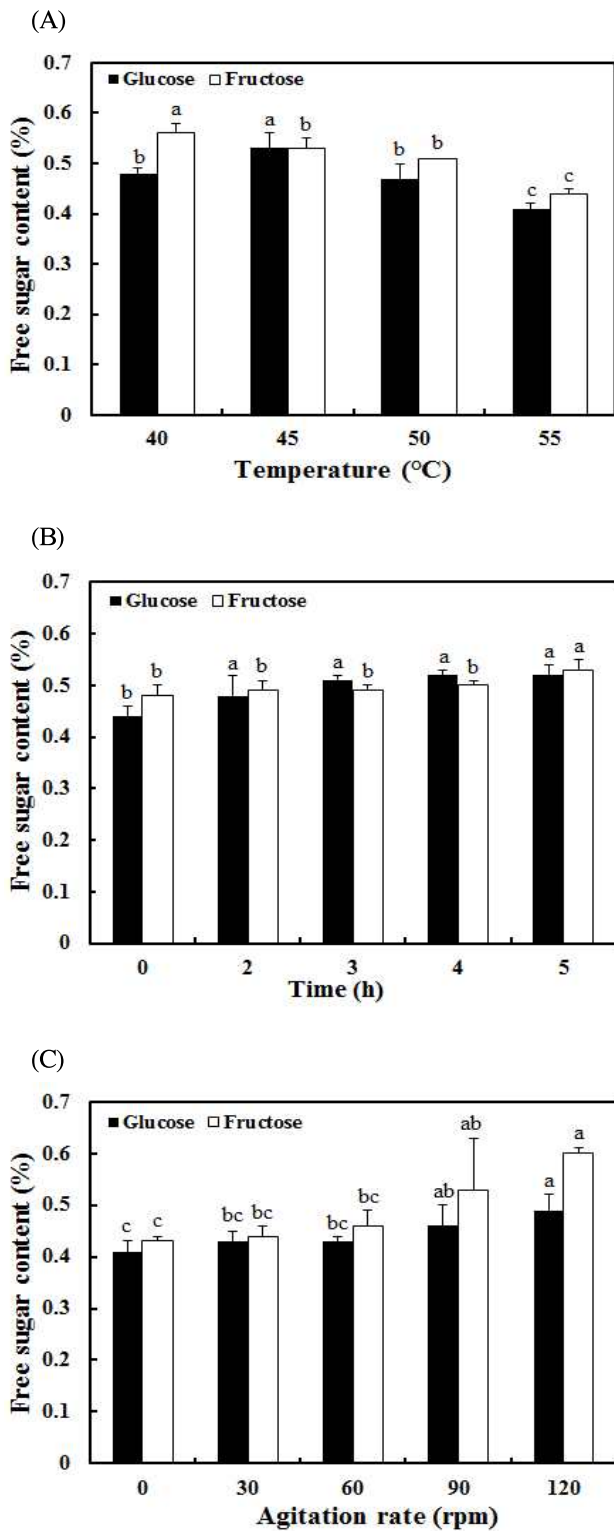 (A)
0.7
Glucose Fructose
0.6
0.5
0.4
0.3
0.2
0.1
0
Free sugar content (%)
b a a b b b c c
40 45 50 55
Temperature (°C)
(B)
0.7
Glucose Fructose
0.6
0.5
0.4
0.3
0.2
0.1
0
Free sugar content (%)
b b a b a b a b a a
0 2 3 4 5
Time (h)
(C)
0.7
Glucose Fructose
0.6
0.5
0.4
0.3
0.2
0.1
0
Free sugar content (%)
c c bc bc bc bc ab ab a a
0 30 60 90 120
Agitation rate (rpm)